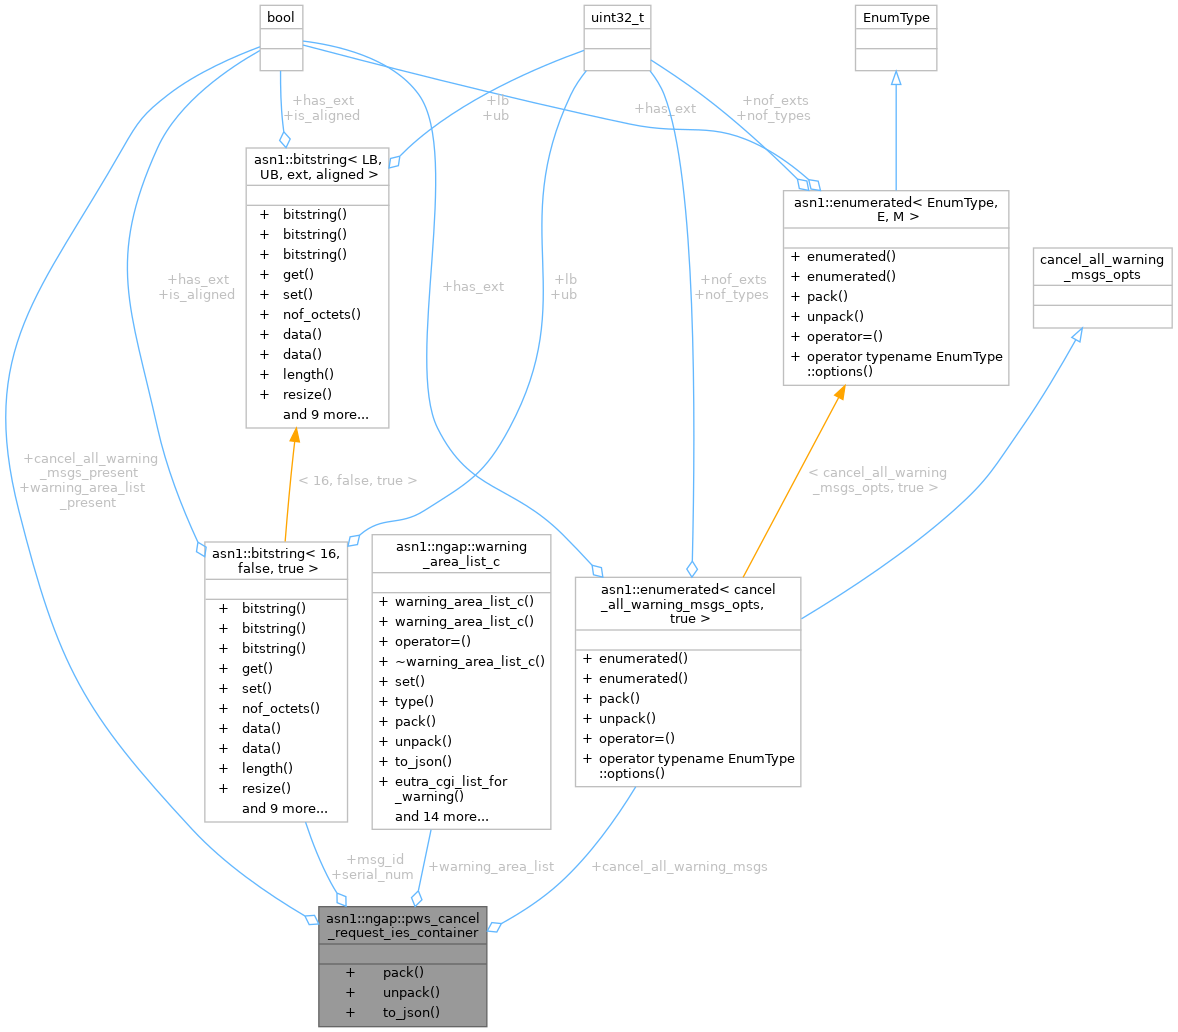 bool
uint32_t
EnumType
+has_ext
+is_aligned
+lb
+ub
+has_ext
+nof_exts
+nof_types
asn1::bitstring< LB,
UB, ext, aligned >
+ bitstring()
+ bitstring()
+ bitstring()
+ get()
+ set()
+ nof_octets()
+ data()
+ data()
+ length()
+ resize()
and 9 more...
asn1::enumerated< EnumType,
E, M >
+ enumerated()
+ enumerated()
+ pack()
+ unpack()
+ operator=()
+ operator typename EnumType
::options()
cancel_all_warning
_msgs_opts
+has_ext
+is_aligned
+has_ext
+lb
+ub
+nof_exts
+nof_types
+cancel_all_warning
_msgs_present
+warning_area_list
_present
< 16, false, true >
< cancel_all_warning
_msgs_opts, true >
asn1::bitstring< 16,
false, true >
+ bitstring()
+ bitstring()
+ bitstring()
+ get()
+ set()
+ nof_octets()
+ data()
+ data()
+ length()
+ resize()
and 9 more...
asn1::ngap::warning
_area_list_c
+ warning_area_list_c()
+ warning_area_list_c()
+ operator=()
+ ~warning_area_list_c()
+ set()
+ type()
+ pack()
+ unpack()
+ to_json()
+ eutra_cgi_list_for
_warning()
and 14 more...
asn1::enumerated< cancel
_all_warning_msgs_opts,
true >
+ enumerated()
+ enumerated()
+ pack()
+ unpack()
+ operator=()
+ operator typename EnumType
::options()
+msg_id
+serial_num
+warning_area_list
+cancel_all_warning_msgs
asn1::ngap::pws_cancel
_request_ies_container
+ pack()
+ unpack()
+ to_json()